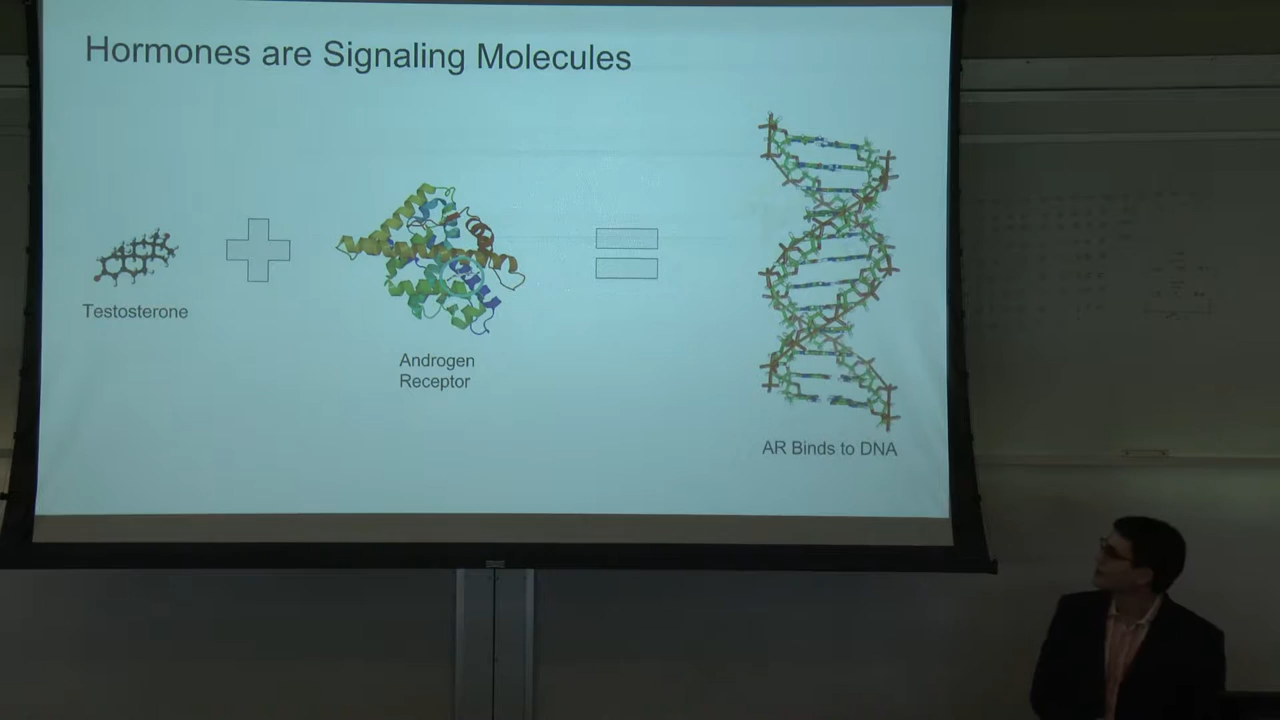 Hormones are Signaling Molecules
Testosterone
Androgen
Receptor
AR Binds to DNA